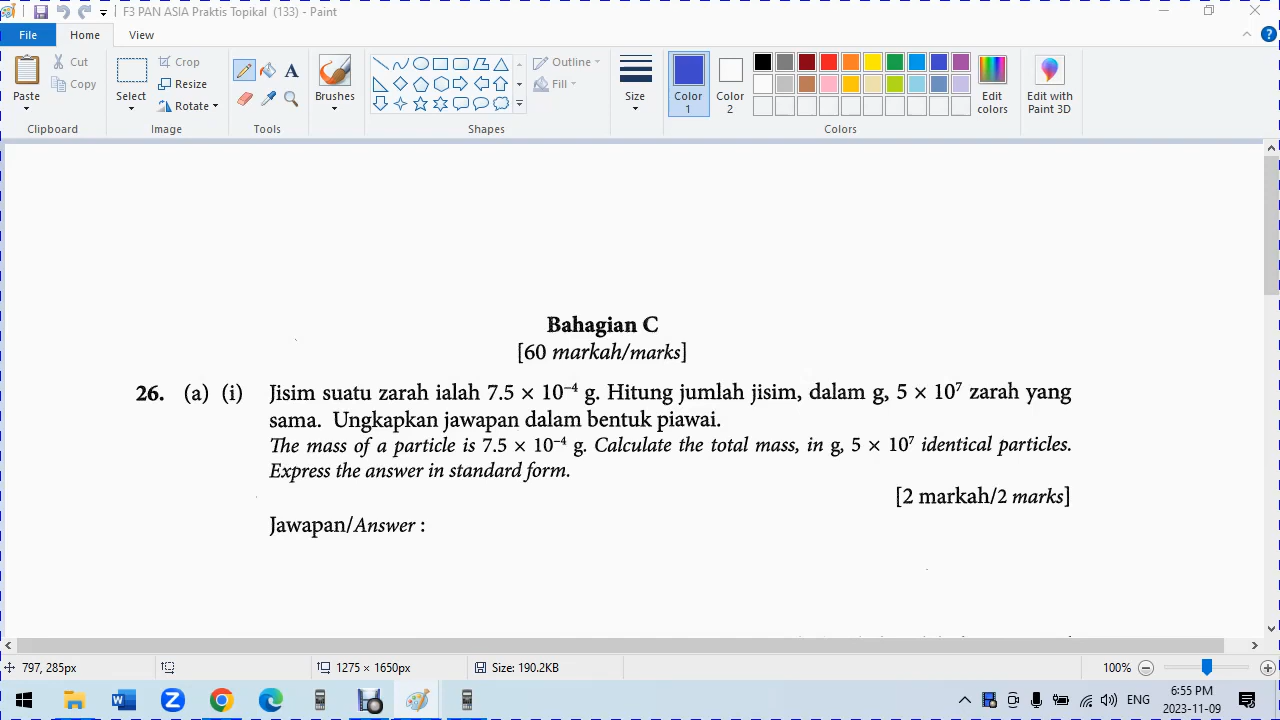 F3 PAN ASIA Praktis Topikal (133) - Paint
File Home View
Paste
Cut
Copy
Clipboard
Select
Crop
Resize
Rotate
Image
A
Tools
Brushes
Shapes
Outline
Fill
Size
Color 1
Color 2
Edit colors
Colors
Edit with Paint 3D
Bahagian C
[60 markah/marks]
26. (a) (i) Jisim suatu zarah ialah 7.5 × 10⁻⁴ g. Hitung jumlah jisim, dalam g, 5 × 10⁷ zarah yang
sama. Ungkapkan jawapan dalam bentuk piawai.
The mass of a particle is 7.5 × 10⁻⁴ g. Calculate the total mass, in g, 5 × 10⁷ identical particles.
Express the answer in standard form.
[2 markah/2 marks]
Jawapan/Answer :
797, 285px 1275 × 1650px Size: 190.2KB 100%
ENG 6:55 PM
2023-11-09